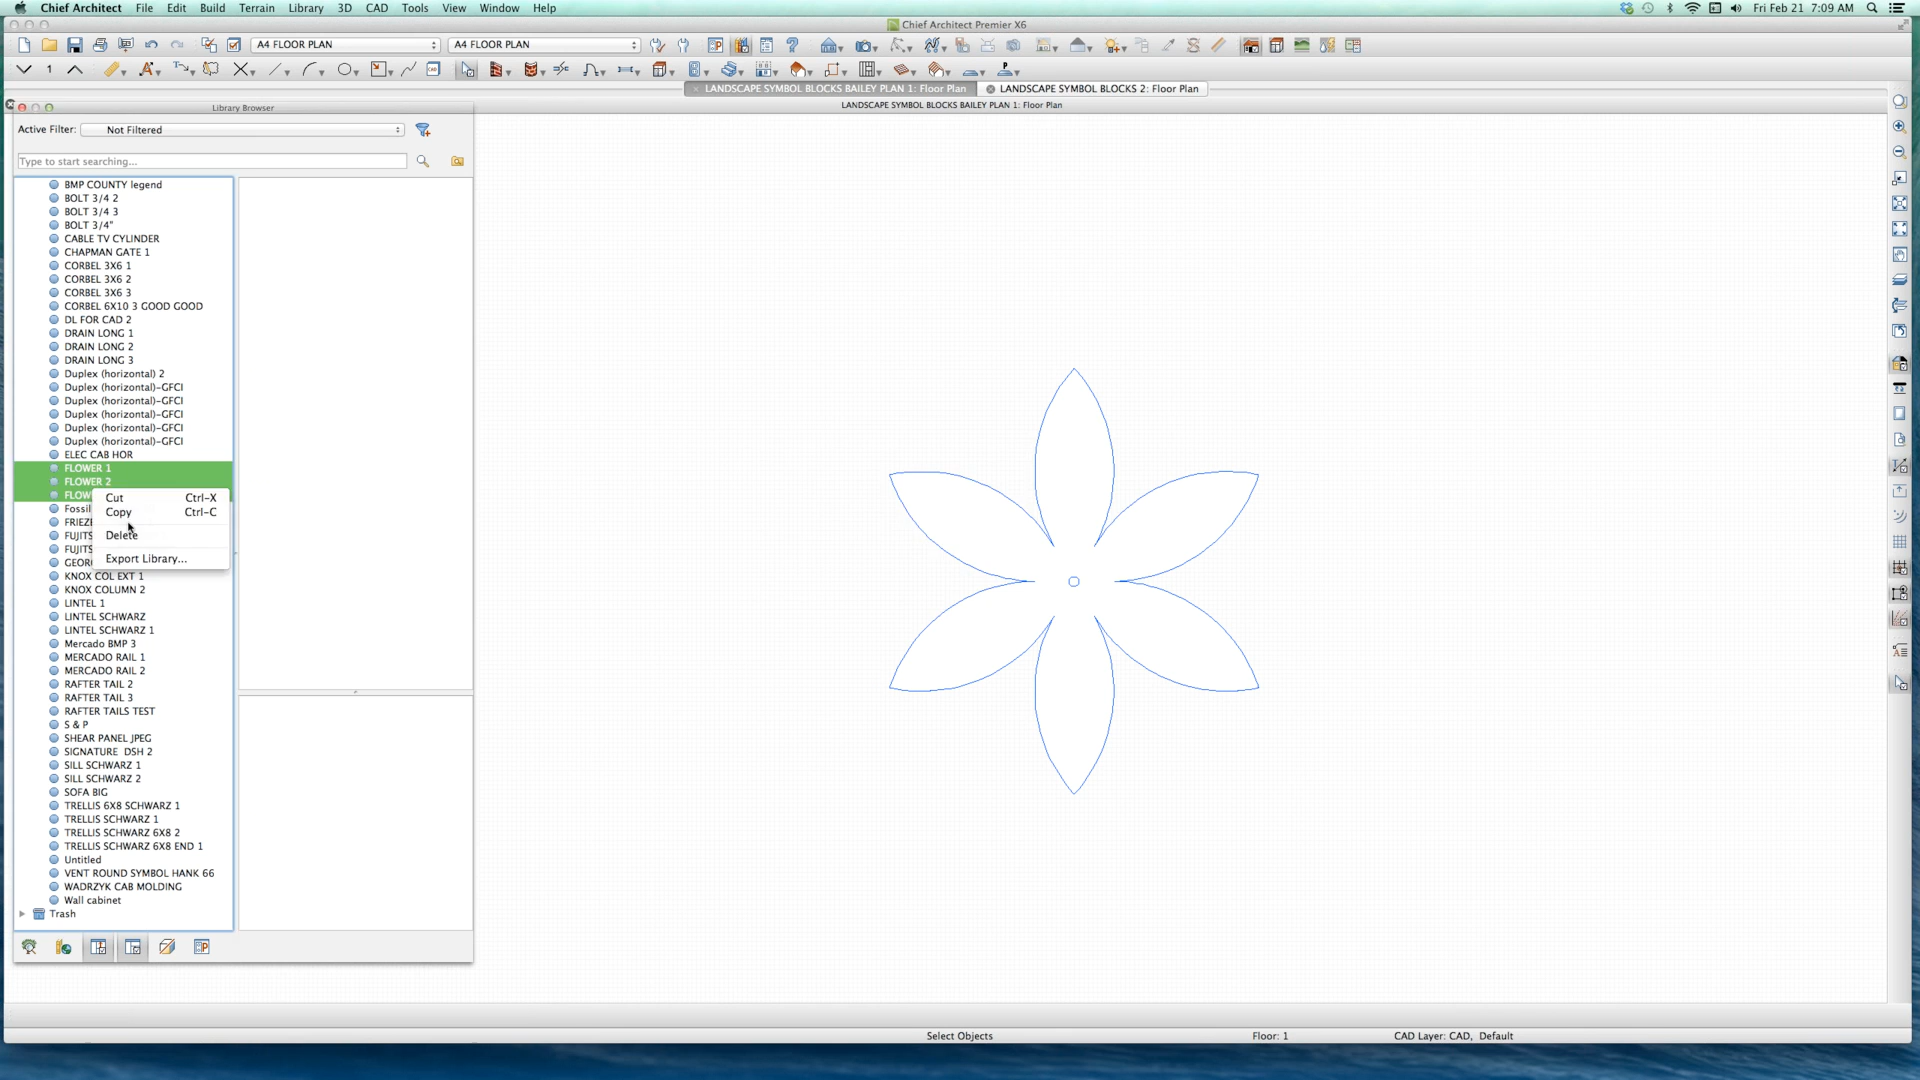 Chief Architect File Edit Build Terrain Library 3D CAD Tools View Window Help Fri Feb 21 7:09 AM
Chief Architect Premier X6
A4 FLOOR PLAN A4 FLOOR PLAN
LANDSCAPE SYMBOL BLOCKS BAILEY PLAN 1: Floor Plan LANDSCAPE SYMBOL BLOCKS 2: Floor Plan
LANDSCAPE SYMBOL BLOCKS BAILEY PLAN 1: Floor Plan
Library Browser
Active Filter: Not Filtered
Type to start searching...
BMP COUNTY legend
BOLT 3/4 2
BOLT 3/4 3
BOLT 3/4"
CABLE TV CYLINDER
CHAPMAN GATE 1
CORBEL 3X6 1
CORBEL 3X6 2
CORBEL 3X6 3
CORBEL 6X10 3 GOOD GOOD
DL FOR CAD 2
DRAIN LONG 1
DRAIN LONG 2
DRAIN LONG 3
Duplex (horizontal) 2
Duplex (horizontal)-GFCI
Duplex (horizontal)-GFCI
Duplex (horizontal)-GFCI
Duplex (horizontal)-GFCI
Duplex (horizontal)-GFCI
ELEC CAB HOR
FLOWER 1
FLOWER 2
FLOW
Cut Ctrl-X
Fossil
Copy Ctrl-C
FRIEZE
Delete
FUJITS
FUJITS
Export Library...
KNOX COL EXT 1
KNOX COLUMN 2
LINTEL 1
LINTEL SCHWARZ
LINTEL SCHWARZ 1
Mercado BMP 3
MERCADO RAIL 1
MERCADO RAIL 2
RAFTER TAIL 2
RAFTER TAIL 3
RAFTER TAILS TEST
S & P
SHEAR PANEL JPEG
SIGNATURE DSH 2
SILL SCHWARZ 1
SILL SCHWARZ 2
SOFA BIG
TRELLIS 6X8 SCHWARZ 1
TRELLIS SCHWARZ 1
TRELLIS SCHWARZ 6X8 2
TRELLIS SCHWARZ 6X8 END 1
Untitled
VENT ROUND SYMBOL HANK 66
WADRZYK CAB MOLDING
Wall cabinet
Trash
Select Objects Floor: 1 CAD Layer: CAD, Default